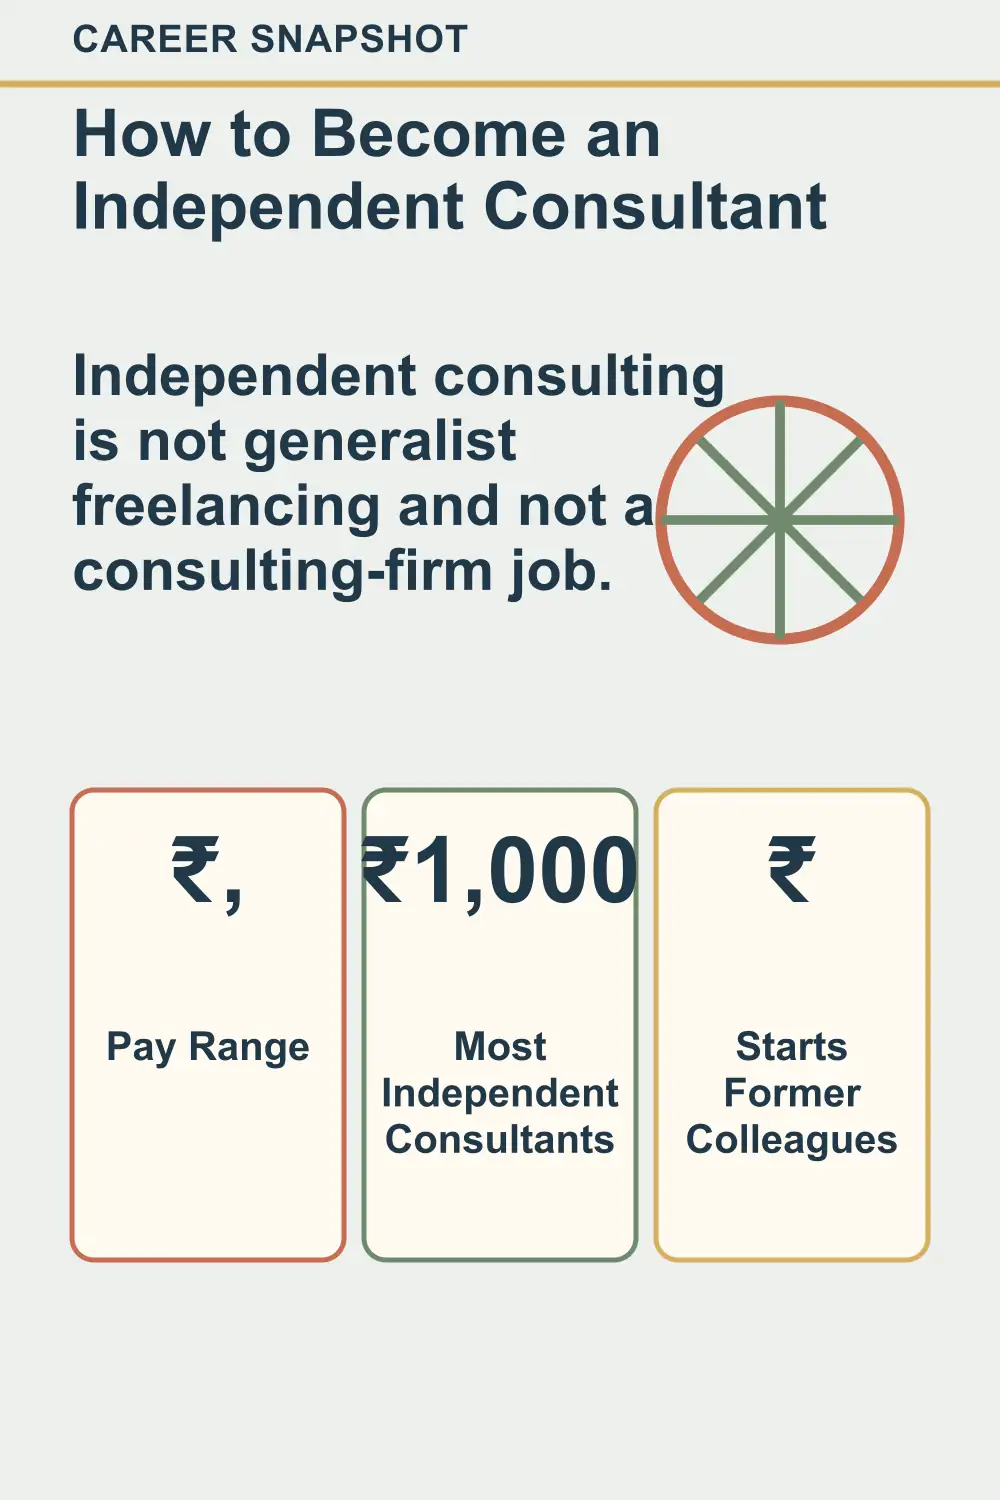 CAREER SNAPSHOT
How to Become an
Independent Consultant
Independent consulting
is not generalist
freelancing and not a
consulting-firm job.
₹,
Pay Range
₹1,000
Most
Independent
Consultants
₹
Starts
Former
Colleagues